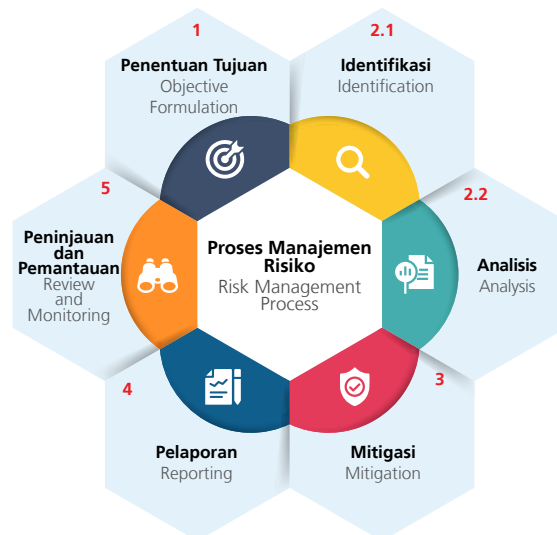 1
Penentuan Tujuan
Objective
Formulation
2.1
Identifikasi
Identification
2.2
Analisis
Analysis
3
Mitigasi
Mitigation
4
Pelaporan
Reporting
5
Peninjauan
dan
Pemantauan
Review
and
Monitoring
Proses Manajemen
Risiko
Risk Management
Process